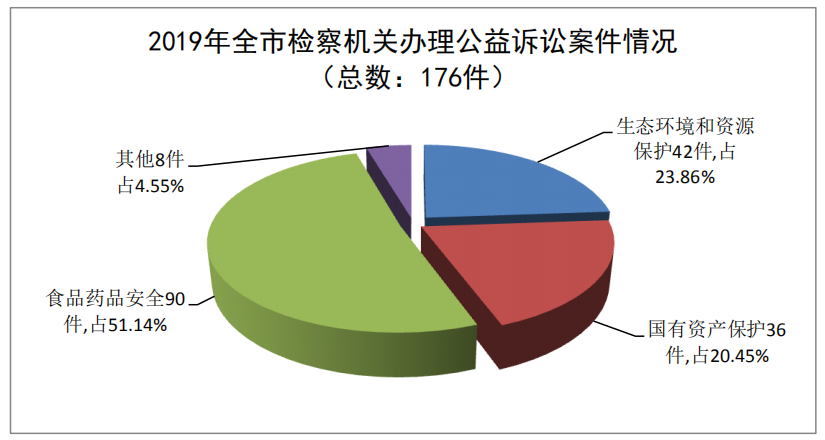 2019年全市检察机关办理公益诉讼案件情况
（总数：176件）
生态环境和资源
保护42件,占
23.86%
其他8件
占4.55%
食品药品安全90
件,占51.14%
国有资产保护36
件,占20.45%